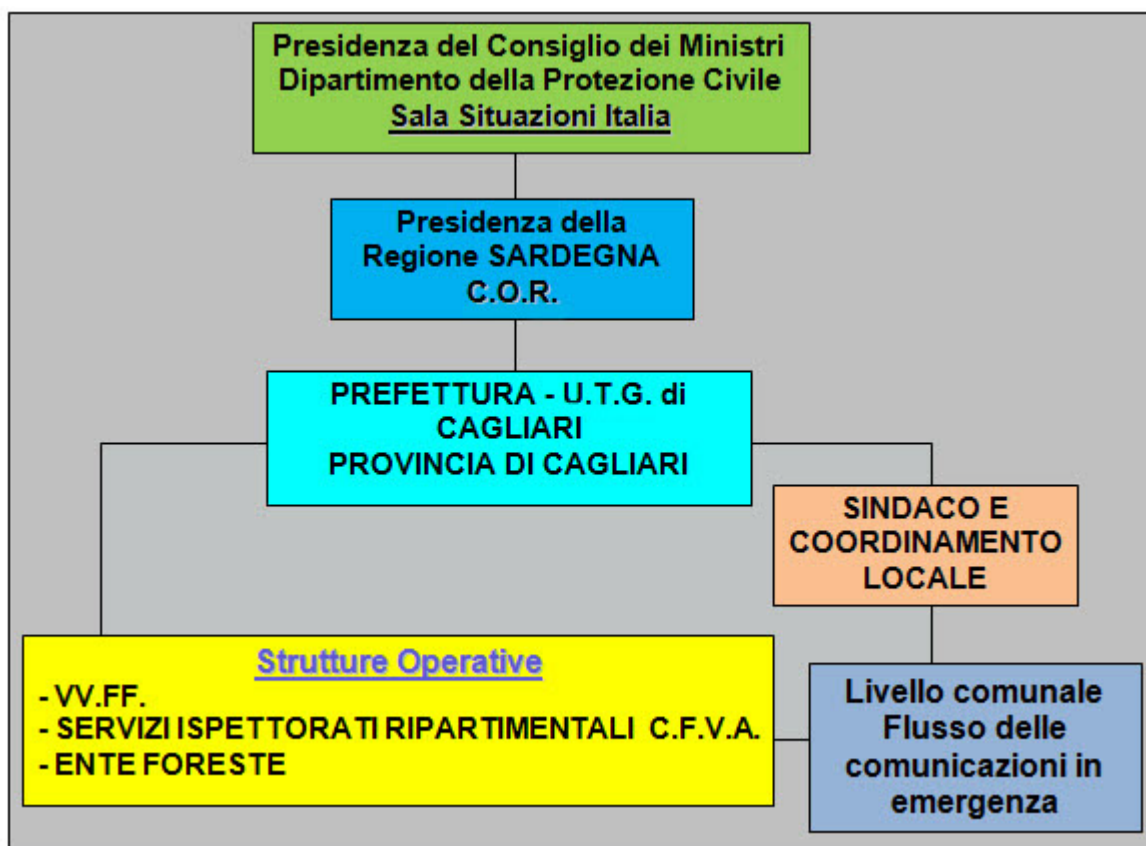 Presidenza del Consiglio dei Ministri
Dipartimento della Protezione Civile
Sala Situazioni Italia
Presidenza della
Regione SARDEGNA
C.O.R.
PREFETTURA - U.T.G. di
CAGLIARI
PROVINCIA DI CAGLIARI
SINDACO E
COORDINAMENTO
LOCALE
Strutture Operative
- VV.FF.
- SERVIZI ISPETTORATI RIPARTIMENTALI C.F.V.A.
- ENTE FORESTE
Livello comunale
Flusso delle
comunicazioni in
emergenza